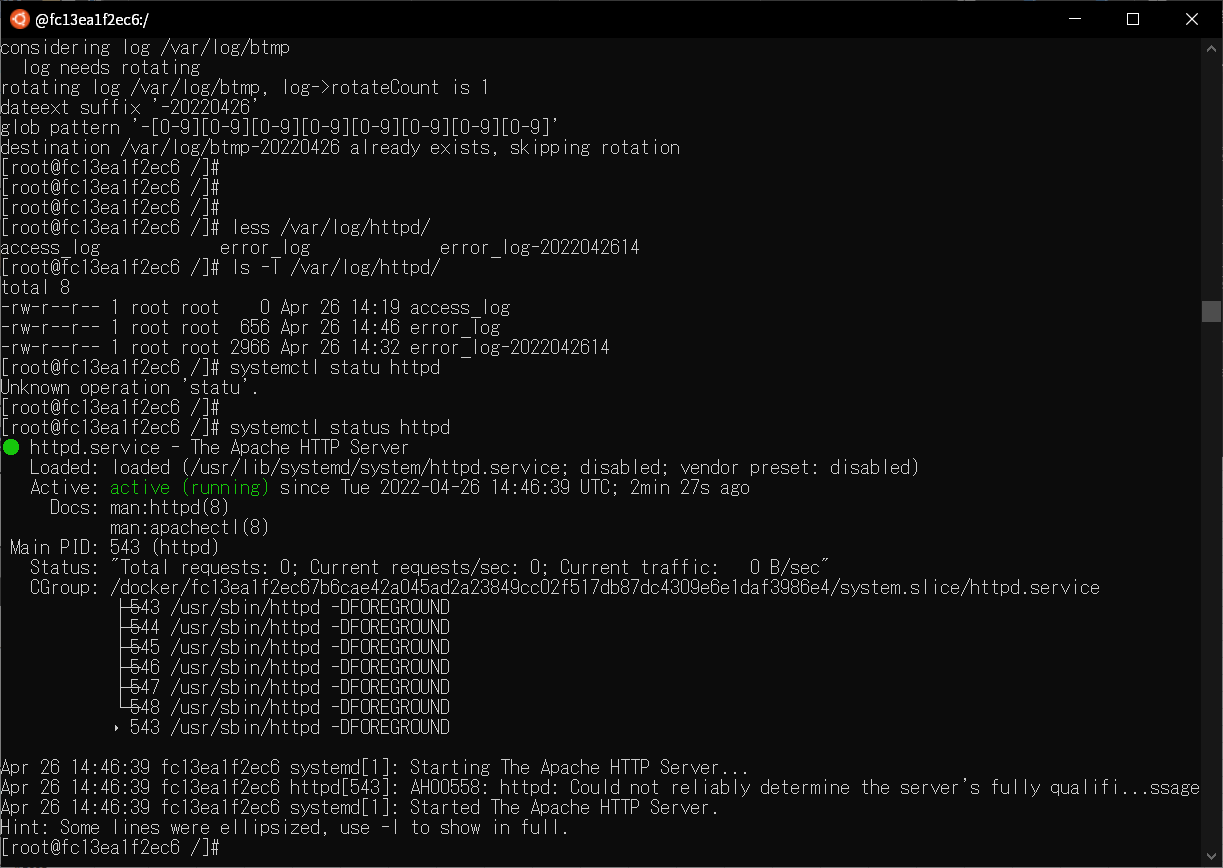 @fc13ea1f2ec6:/
considering log /var/log/btmp
  log needs rotating
rotating log /var/log/btmp, log->rotateCount is 1
dateext suffix '-20220426'
glob pattern '-[0-9][0-9][0-9][0-9][0-9][0-9][0-9][0-9]'
destination /var/log/btmp-20220426 already exists, skipping rotation
[root@fc13ea1f2ec6 /]#
[root@fc13ea1f2ec6 /]#
[root@fc13ea1f2ec6 /]#
[root@fc13ea1f2ec6 /]# less /var/log/httpd/
access_log            error_log             error_log-2022042614
[root@fc13ea1f2ec6 /]# ls -l /var/log/httpd/
total 8
-rw-r--r-- 1 root root    0 Apr 26 14:19 access_log
-rw-r--r-- 1 root root  656 Apr 26 14:46 error_log
-rw-r--r-- 1 root root 2966 Apr 26 14:32 error_log-2022042614
[root@fc13ea1f2ec6 /]# systemctl statu httpd
Unknown operation 'statu'.
[root@fc13ea1f2ec6 /]#
[root@fc13ea1f2ec6 /]# systemctl status httpd
● httpd.service - The Apache HTTP Server
   Loaded: loaded (/usr/lib/systemd/system/httpd.service; disabled; vendor preset: disabled)
   Active: active (running) since Tue 2022-04-26 14:46:39 UTC; 2min 27s ago
     Docs: man:httpd(8)
           man:apachectl(8)
 Main PID: 543 (httpd)
   Status: "Total requests: 0; Current requests/sec: 0; Current traffic:   0 B/sec"
   CGroup: /docker/fc13ea1f2ec67b6cae42a045ad2a23849cc02f517db87dc4309e6e1daf3986e4/system.slice/httpd.service
           ├─543 /usr/sbin/httpd -DFOREGROUND
           ├─544 /usr/sbin/httpd -DFOREGROUND
           ├─545 /usr/sbin/httpd -DFOREGROUND
           ├─546 /usr/sbin/httpd -DFOREGROUND
           ├─547 /usr/sbin/httpd -DFOREGROUND
           └─548 /usr/sbin/httpd -DFOREGROUND
           ‣ 543 /usr/sbin/httpd -DFOREGROUND
Apr 26 14:46:39 fc13ea1f2ec6 systemd[1]: Starting The Apache HTTP Server...
Apr 26 14:46:39 fc13ea1f2ec6 httpd[543]: AH00558: httpd: Could not reliably determine the server's fully qualifi...ssage
Apr 26 14:46:39 fc13ea1f2ec6 systemd[1]: Started The Apache HTTP Server.
Hint: Some lines were ellipsized, use -l to show in full.
[root@fc13ea1f2ec6 /]#